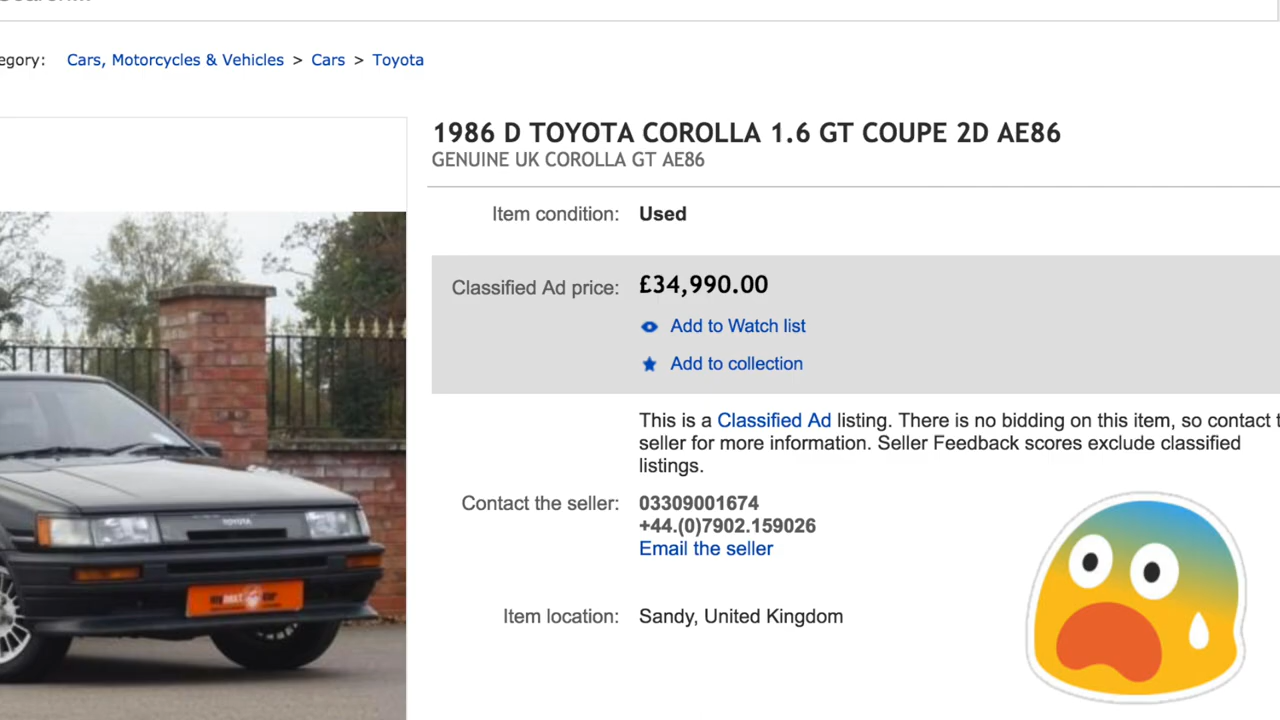 egory: Cars, Motorcycles & Vehicles > Cars > Toyota
1986 D TOYOTA COROLLA 1.6 GT COUPE 2D AE86
GENUINE UK COROLLA GT AE86
Item condition: Used
Classified Ad price: £34,990.00
Add to Watch list
Add to collection
This is a Classified Ad listing. There is no bidding on this item, so contact t
seller for more information. Seller Feedback scores exclude classified
listings.
Contact the seller: 03309001674
+44.(0)7902.159026
Email the seller
TOYOTA
Item location: Sandy, United Kingdom